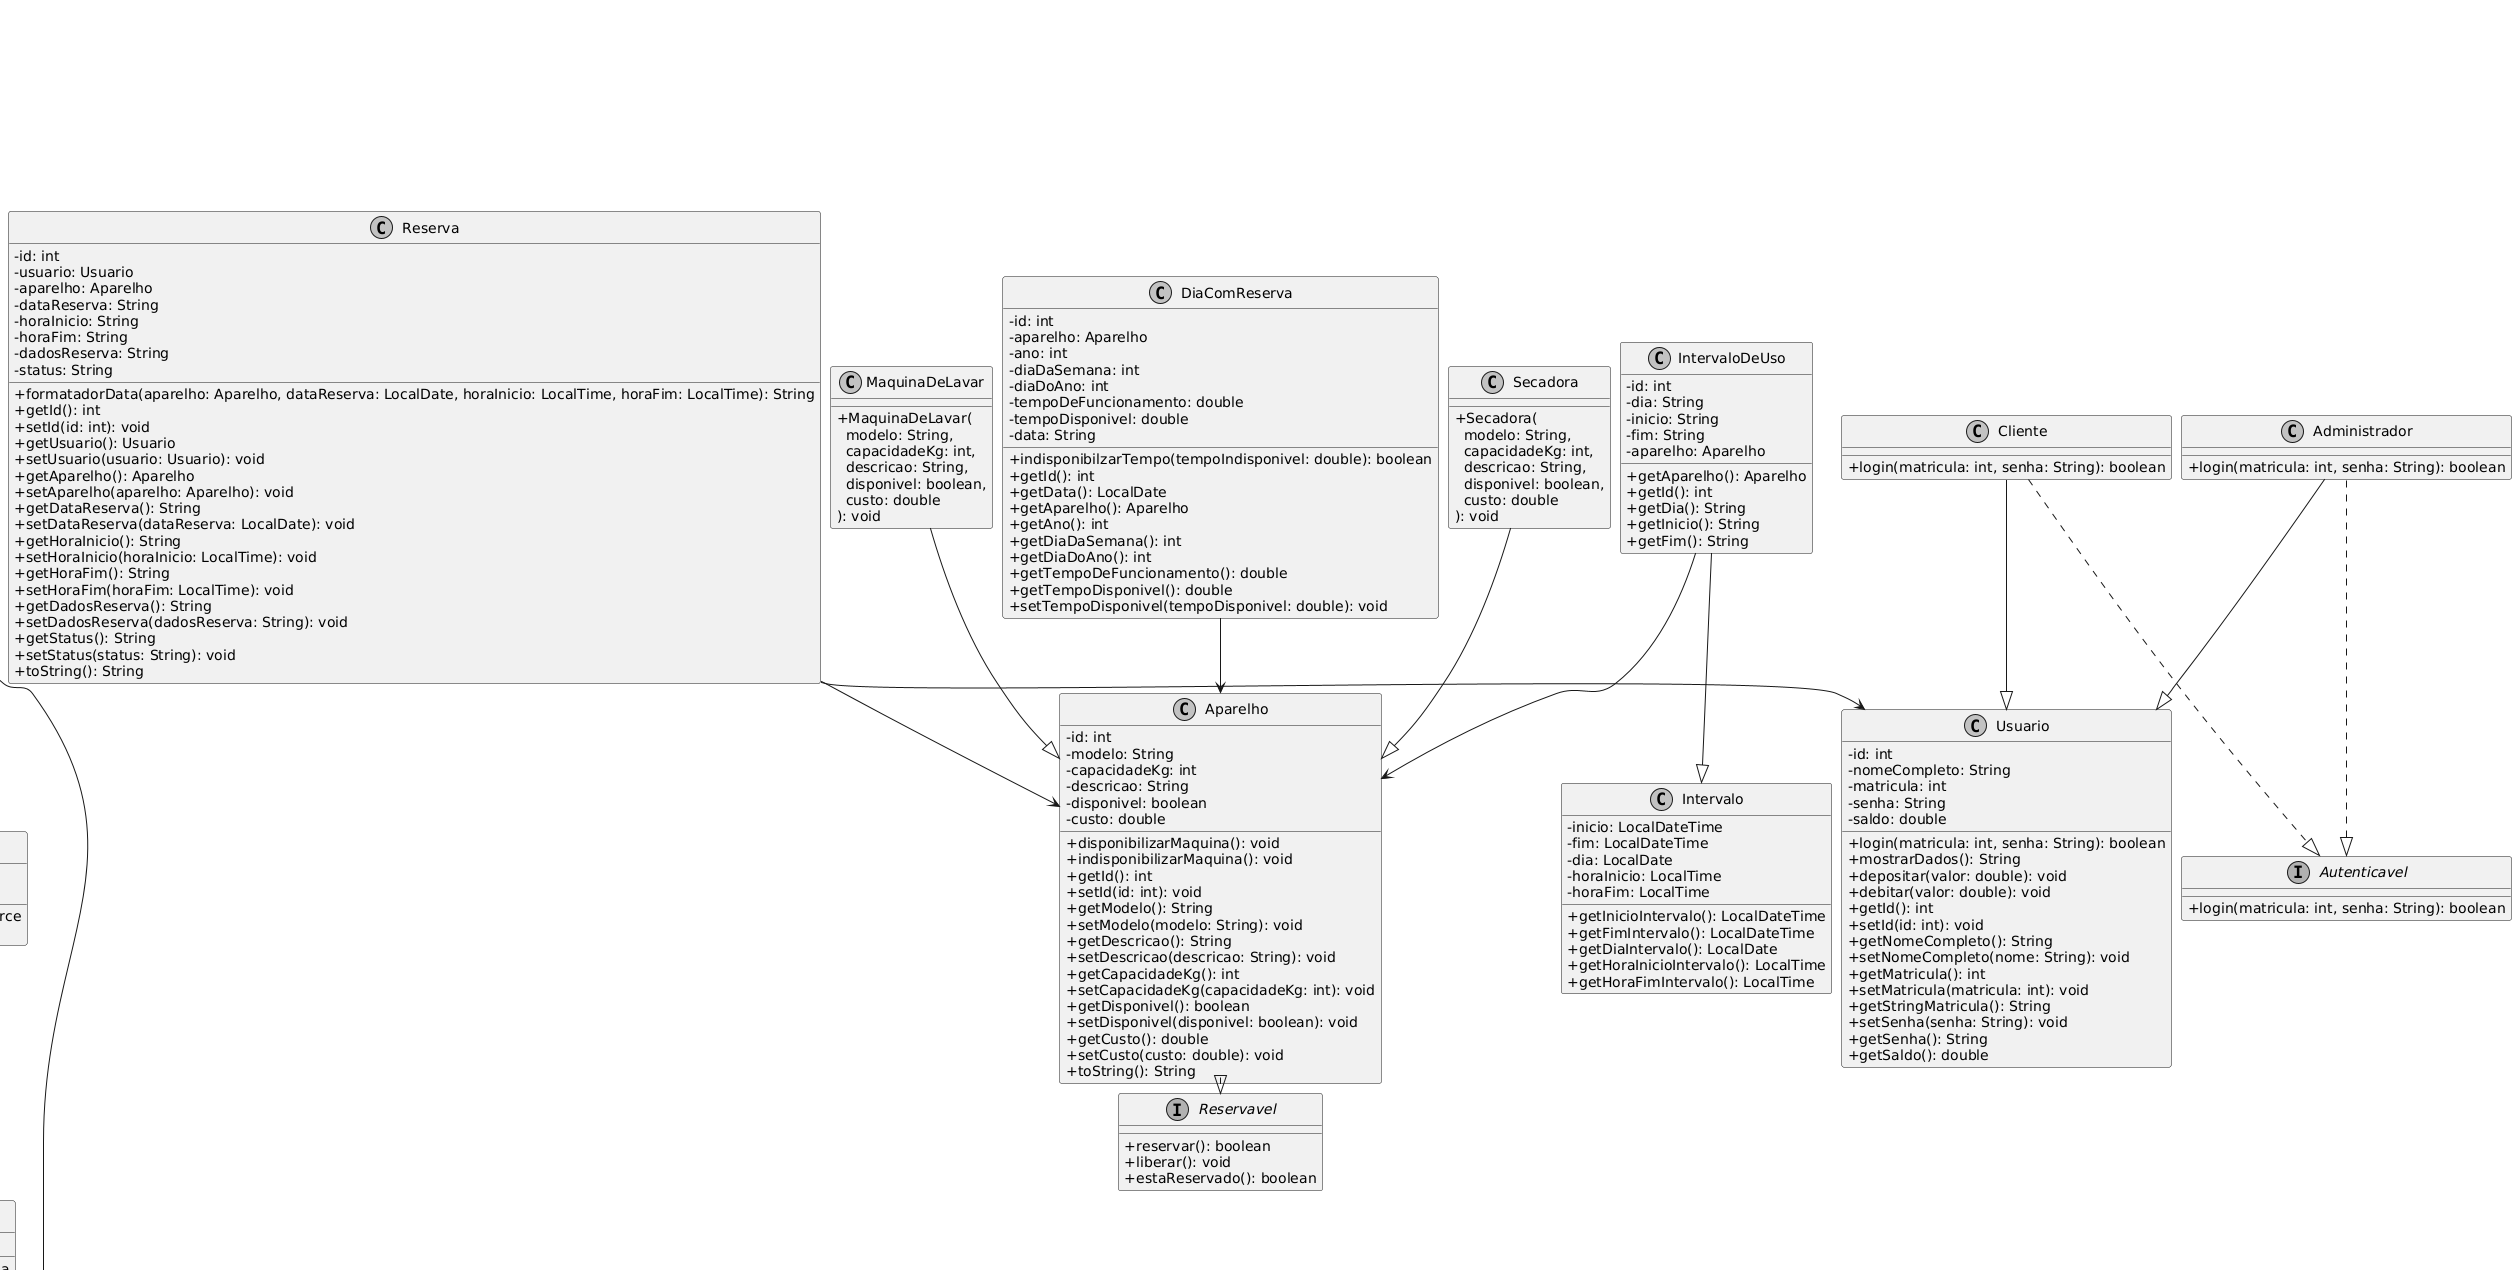 C Reserva
-id: int
-usuario: Usuario
-aparelho: Aparelho
-dataReserva: String
-horaInicio: String
-horaFim: String
-dadosReserva: String
-status: String
+formatadorData(aparelho: Aparelho, dataReserva: LocalDate, horaInicio: LocalTime, horaFim: LocalTime): String
+getId(): int
+setId(id: int): void
+getUsuario(): Usuario
+setUsuario(usuario: Usuario): void
+getAparelho(): Aparelho
+setAparelho(aparelho: Aparelho): void
+getDataReserva(): String
+setDataReserva(dataReserva: LocalDate): void
+getHoraInicio(): String
+setHoraInicio(horaInicio: LocalTime): void
+getHoraFim(): String
+setHoraFim(horaFim: LocalTime): void
+getDadosReserva(): String
+setDadosReserva(dadosReserva: String): void
+getStatus(): String
+setStatus(status: String): void
+toString(): String
C MaquinaDeLavar
+MaquinaDeLavar(
modelo: String,
capacidadeKg: int,
descricao: String,
disponivel: boolean,
custo: double
): void
C DiaComReserva
-id: int
-aparelho: Aparelho
-ano: int
-diaDaSemana: int
-diaDoAno: int
-tempoDeFuncionamento: double
-tempoDisponivel: double
-data: String
+indisponibilzarTempo(tempoIndisponivel: double): boolean
+getId(): int
+getData(): LocalDate
+getAparelho(): Aparelho
+getAno(): int
+getDiaDaSemana(): int
+getDiaDoAno(): int
+getTempoDeFuncionamento(): double
+getTempoDisponivel(): double
+setTempoDisponivel(tempoDisponivel: double): void
C Secadora
+Secadora(
modelo: String,
capacidadeKg: int,
descricao: String,
disponivel: boolean,
custo: double
): void
C IntervaloDeUso
-id: int
-dia: String
-inicio: String
-fim: String
-aparelho: Aparelho
+getAparelho(): Aparelho
+getId(): int
+getDia(): String
+getInicio(): String
+getFim(): String
C Cliente
+login(matricula: int, senha: String): boolean
C Administrador
+login(matricula: int, senha: String): boolean
C Aparelho
-id: int
-modelo: String
-capacidadeKg: int
-descricao: String
-disponivel: boolean
-custo: double
+disponibilizarMaquina(): void
+indisponibilizarMaquina(): void
+getId(): int
+setId(id: int): void
+getModelo(): String
+setModelo(modelo: String): void
+getDescricao(): String
+setDescricao(descricao: String): void
+getCapacidadeKg(): int
+setCapacidadeKg(capacidadeKg: int): void
+getDisponivel(): boolean
+setDisponivel(disponivel: boolean): void
+getCusto(): double
+setCusto(custo: double): void
+toString(): String
C Intervalo
-inicio: LocalDateTime
-fim: LocalDateTime
-dia: LocalDate
-horaInicio: LocalTime
-horaFim: LocalTime
+getInicioIntervalo(): LocalDateTime
+getFimIntervalo(): LocalDateTime
+getDiaIntervalo(): LocalDate
+getHoraInicioIntervalo(): LocalTime
+getHoraFimIntervalo(): LocalTime
C Usuario
-id: int
-nomeCompleto: String
-matricula: int
-senha: String
-saldo: double
+login(matricula: int, senha: String): boolean
+mostrarDados(): String
+depositar(valor: double): void
+debitar(valor: double): void
+getId(): int
+setId(id: int): void
+getNomeCompleto(): String
+setNomeCompleto(nome: String): void
+getMatricula(): int
+setMatricula(matricula: int): void
+getStringMatricula(): String
+setSenha(senha: String): void
+getSenha(): String
+getSaldo(): double
I Autenticavel
+login(matricula: int, senha: String): boolean
rce
I Reservavel
+reservar(): boolean
+liberar(): void
+estaReservado(): boolean